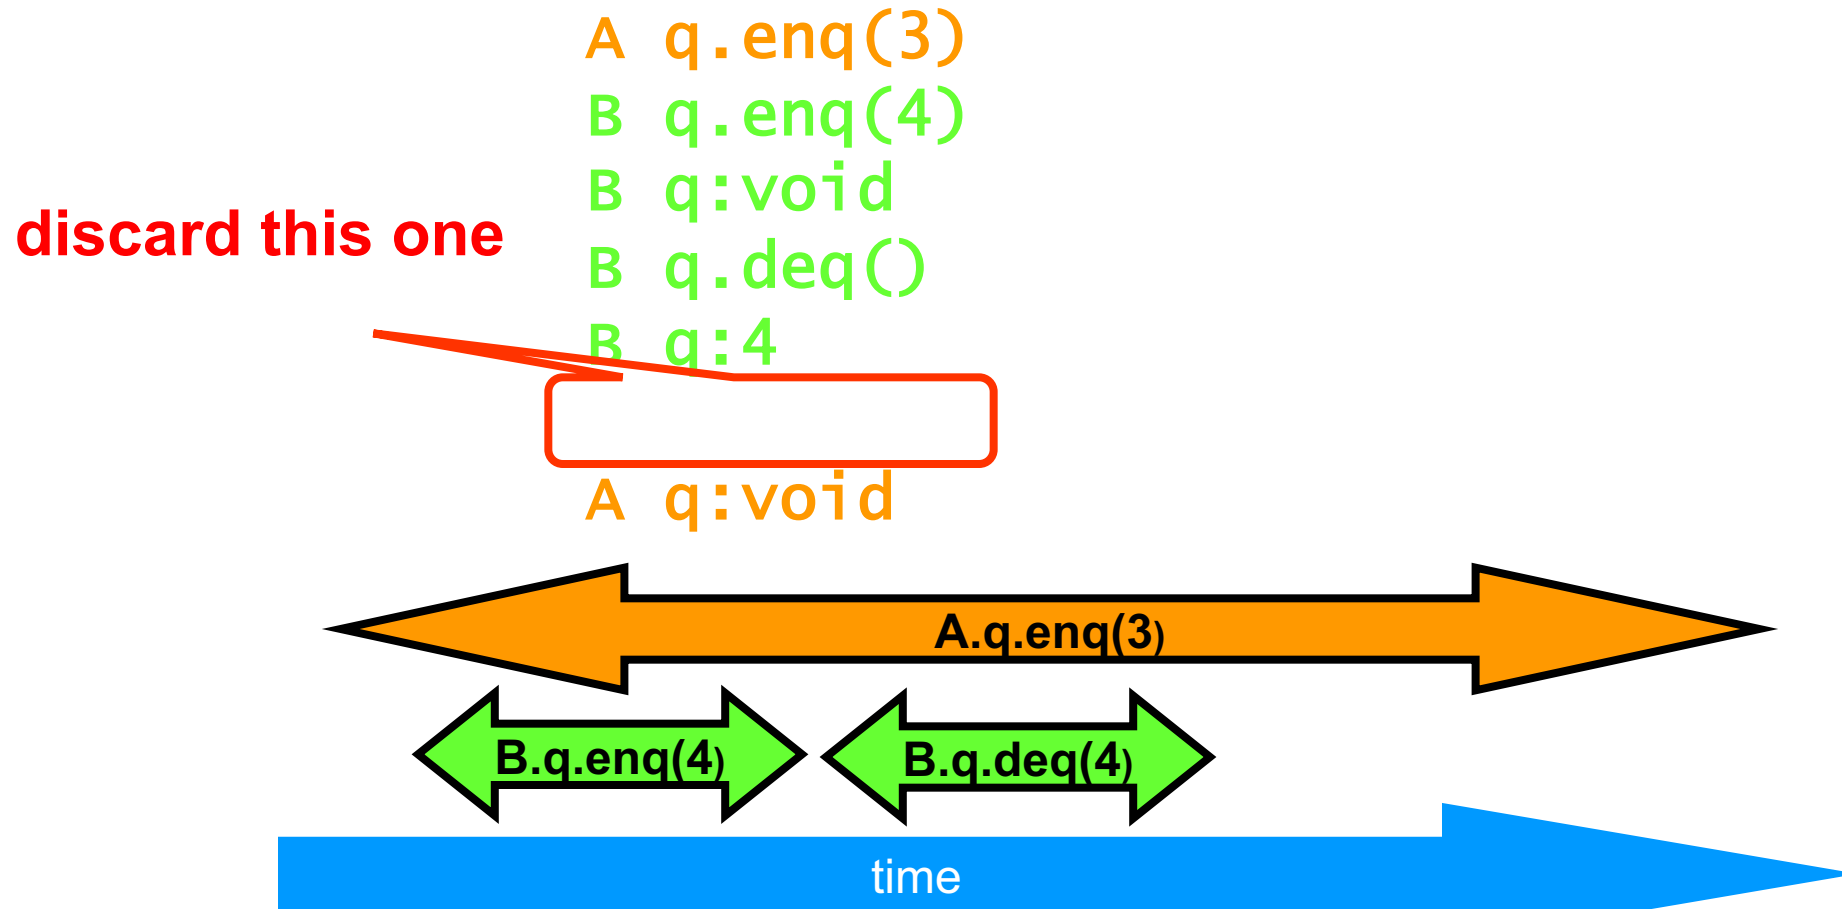 A q.enq(3)
B q.enq(4)
B q:void
discard this one
B q.deq()
B q:4
A q:void
A.q.enq(3)
B.q.enq(4)
B.q.deq(4)
time